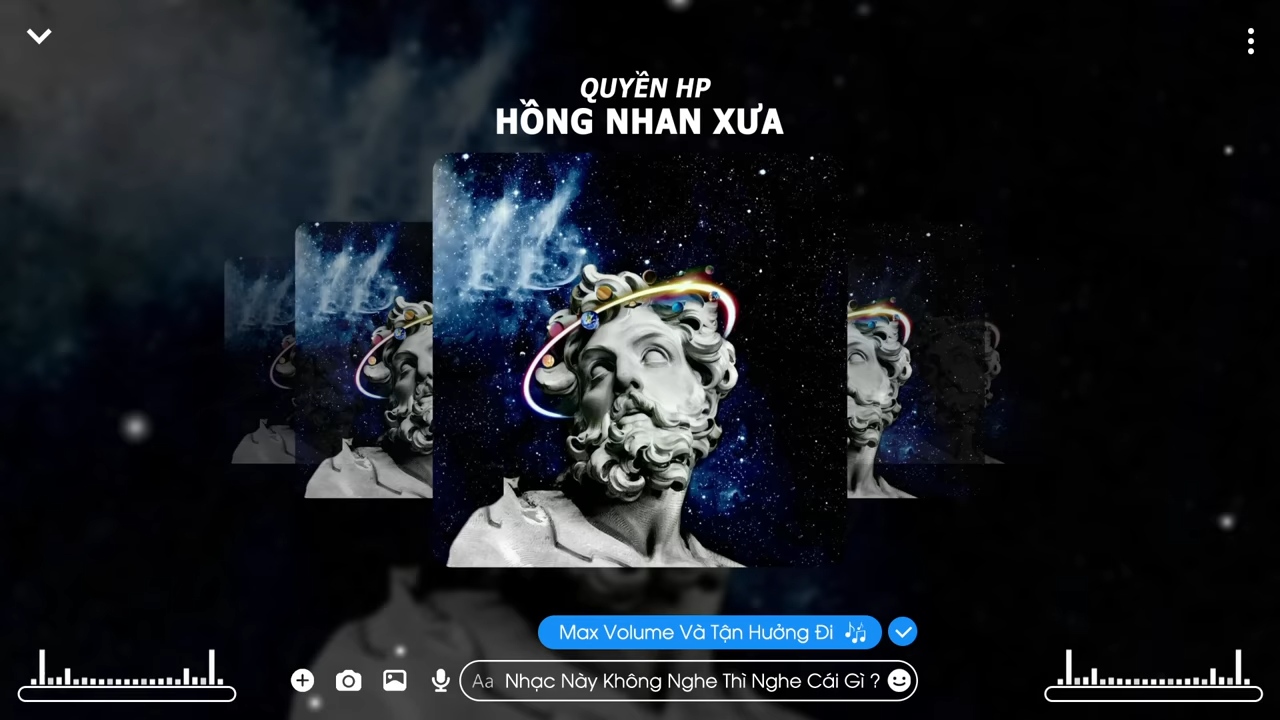 QUYỀN HP
HỒNG NHAN XƯA
Max Volume Và Tận Hưởng Đi
Aa Nhạc Này Không Nghe Thì Nghe Cái Gì ?